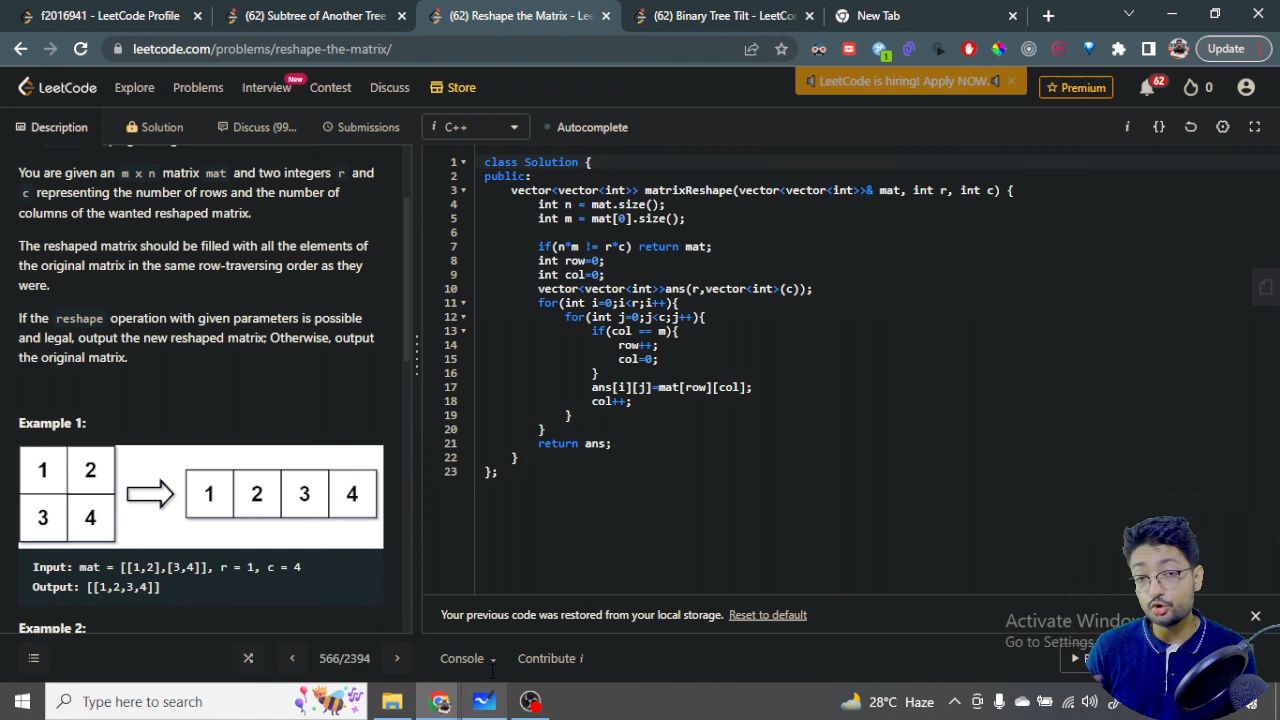 f2016941 - LeetCode Profile
(62) Subtree of Another Tree
(62) Reshape the Matrix - Lee
(62) Binary Tree Tilt - LeetCod
New Tab
leetcode.com/problems/reshape-the-matrix/
Update
LeetCode
Explore
Problems
Interview
New
Contest
Discuss
Store
LeetCode is hiring! Apply NOW.
Premium
62
0
Description
Solution
Discuss (99...
Submissions
i C++
Autocomplete
You are given an m x n matrix mat and two integers r and
c representing the number of rows and the number of
columns of the wanted reshaped matrix.
The reshaped matrix should be filled with all the elements of
the original matrix in the same row-traversing order as they
were.
If the reshape operation with given parameters is possible
and legal, output the new reshaped matrix; Otherwise, output
the original matrix.
Example 1:
1 2
3 4
1 2 3 4
Input: mat = [[1,2],[3,4]], r = 1, c = 4
Output: [[1,2,3,4]]
Example 2:
1 class Solution {
2 public:
3 vector<vector<int>> matrixReshape(vector<vector<int>>& mat, int r, int c) {
4 int n = mat.size();
5 int m = mat[0].size();
6
7 if(n*m != r*c) return mat;
8 int row=0;
9 int col=0;
10 vector<vector<int>>ans(r,vector<int>(c));
11 for(int i=0;i<r;i++){
12 for(int j=0;j<c;j++){
13 if(col == m){
14 row++;
15 col=0;
16 }
17 ans[i][j]=mat[row][col];
18 col++;
19 }
20 }
21 return ans;
22 }
23 };
Your previous code was restored from your local storage. Reset to default
Activate Windo
Go to Settings
566/2394
Console
Contribute i
Type here to search
28°C Haze